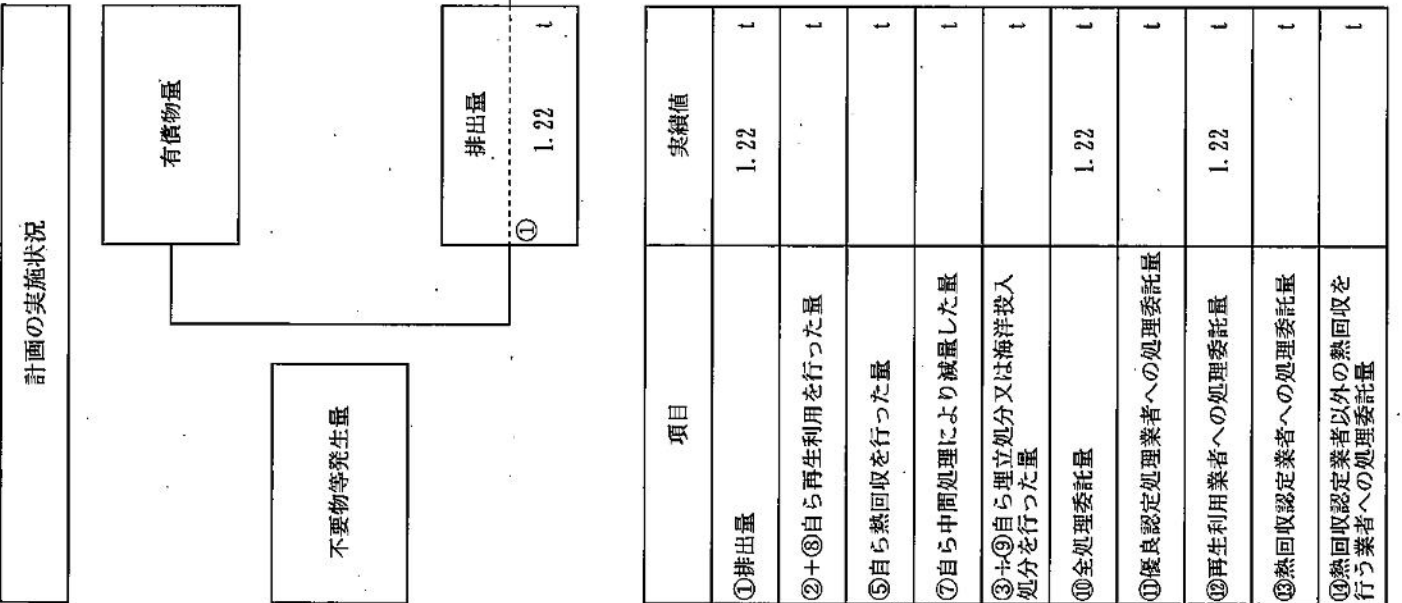 計画の実施状況
不要物等発生量
有償物量
排出量
① 1.22 t
項目 実績値
①排出量 1.22 t
②+⑧自ら再生利用を行った量 t
⑤自ら熱回収を行った量 t
⑦自ら中間処理により減量した量 t
③+⑨自ら埋立処分又は海洋投入
処分を行った量 t
⑩全処理委託量 1.22 t
⑪優良認定処理業者への処理委託量 t
⑫再生利用業者への処理委託量 1.22 t
⑬熱回収認定業者への処理委託量 t
⑭熱回収認定業者以外の熱回収を
行う業者への処理委託量 t